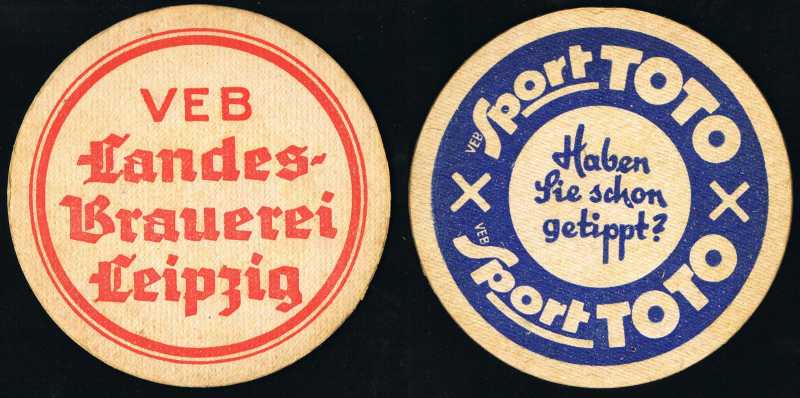 VEB
Landes-
Brauerei
Leipzig
VEB Sport TOTO
X
Haben
Sie schon
getippt?
X
VEB Sport TOTO